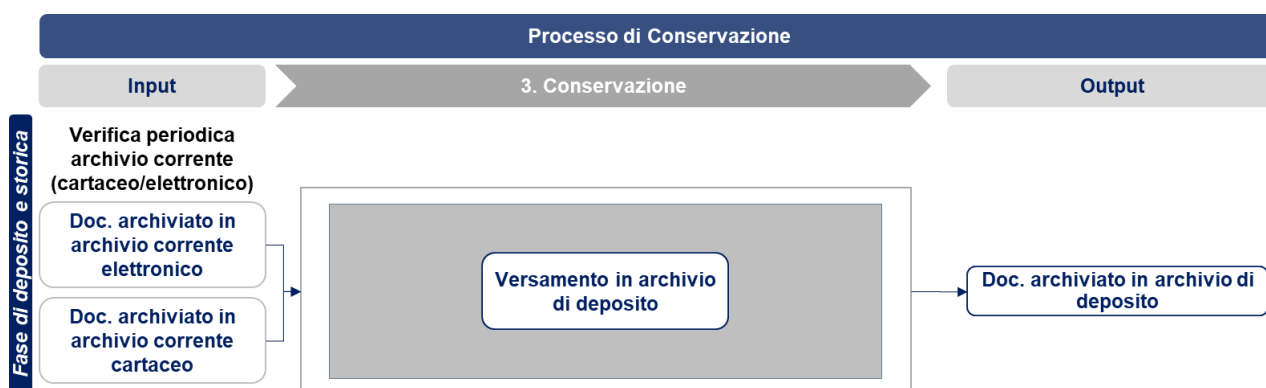 Processo di Conservazione
Input
3. Conservazione
Output
Fase di deposito e storica
Verifica periodica
archivio corrente
(cartaceo/elettronico)
Doc. archiviato in
archivio corrente
elettronico
Doc. archiviato in
archivio corrente
cartaceo
Versamento in archivio
di deposito
Doc. archiviato in archivio di
deposito